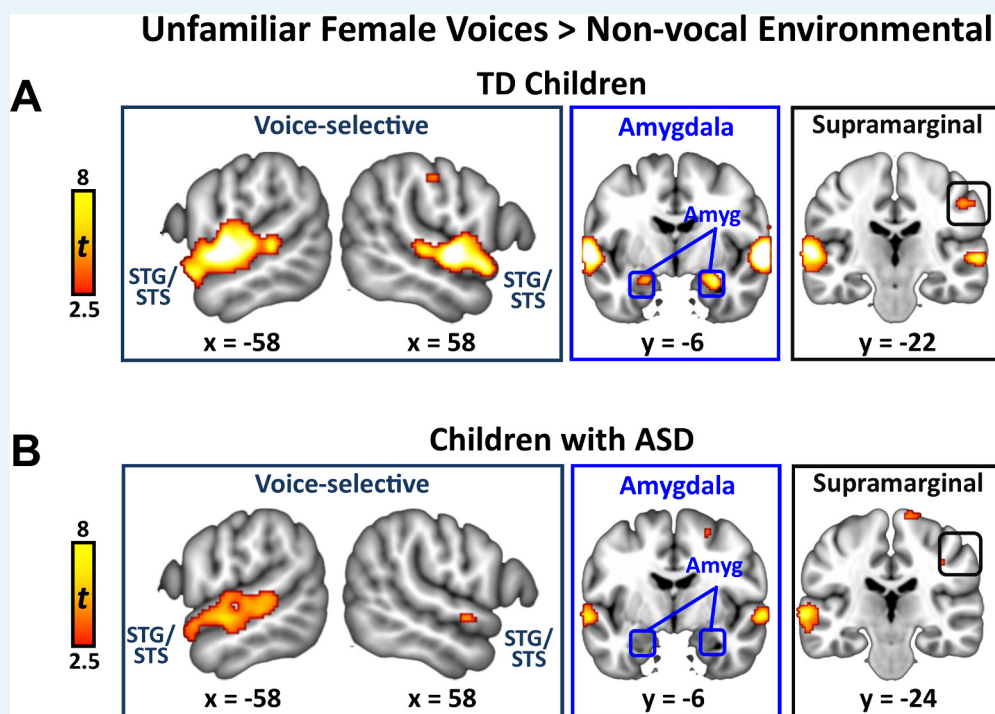 Unfamiliar Female Voices > Non-vocal Environmental
A
TD Children
Voice-selective
Amygdala
Supramarginal
8
t
2.5
STG/
STS
STG/
STS
Amyg
x = -58
x = 58
y = -6
y = -22
B
Children with ASD
Voice-selective
Amygdala
Supramarginal
8
t
2.5
STG/
STS
STG/
STS
Amyg
x = -58
x = 58
y = -6
y = -24